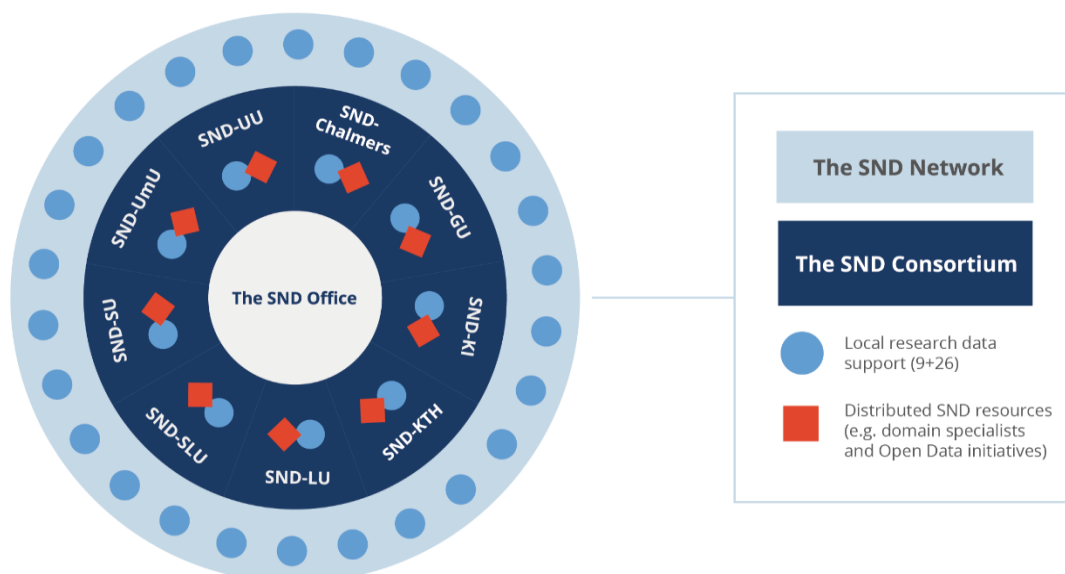 SND-UU
SND-
Chalmers
SND-GU
SND-KI
SND-KTH
SND-LU
SND-SLU
SND-SU
SND-UmU
The SND Office
The SND Network
The SND Consortium
Local research data
support (9+26)
Distributed SND resources
(e.g. domain specialists
and Open Data initiatives)